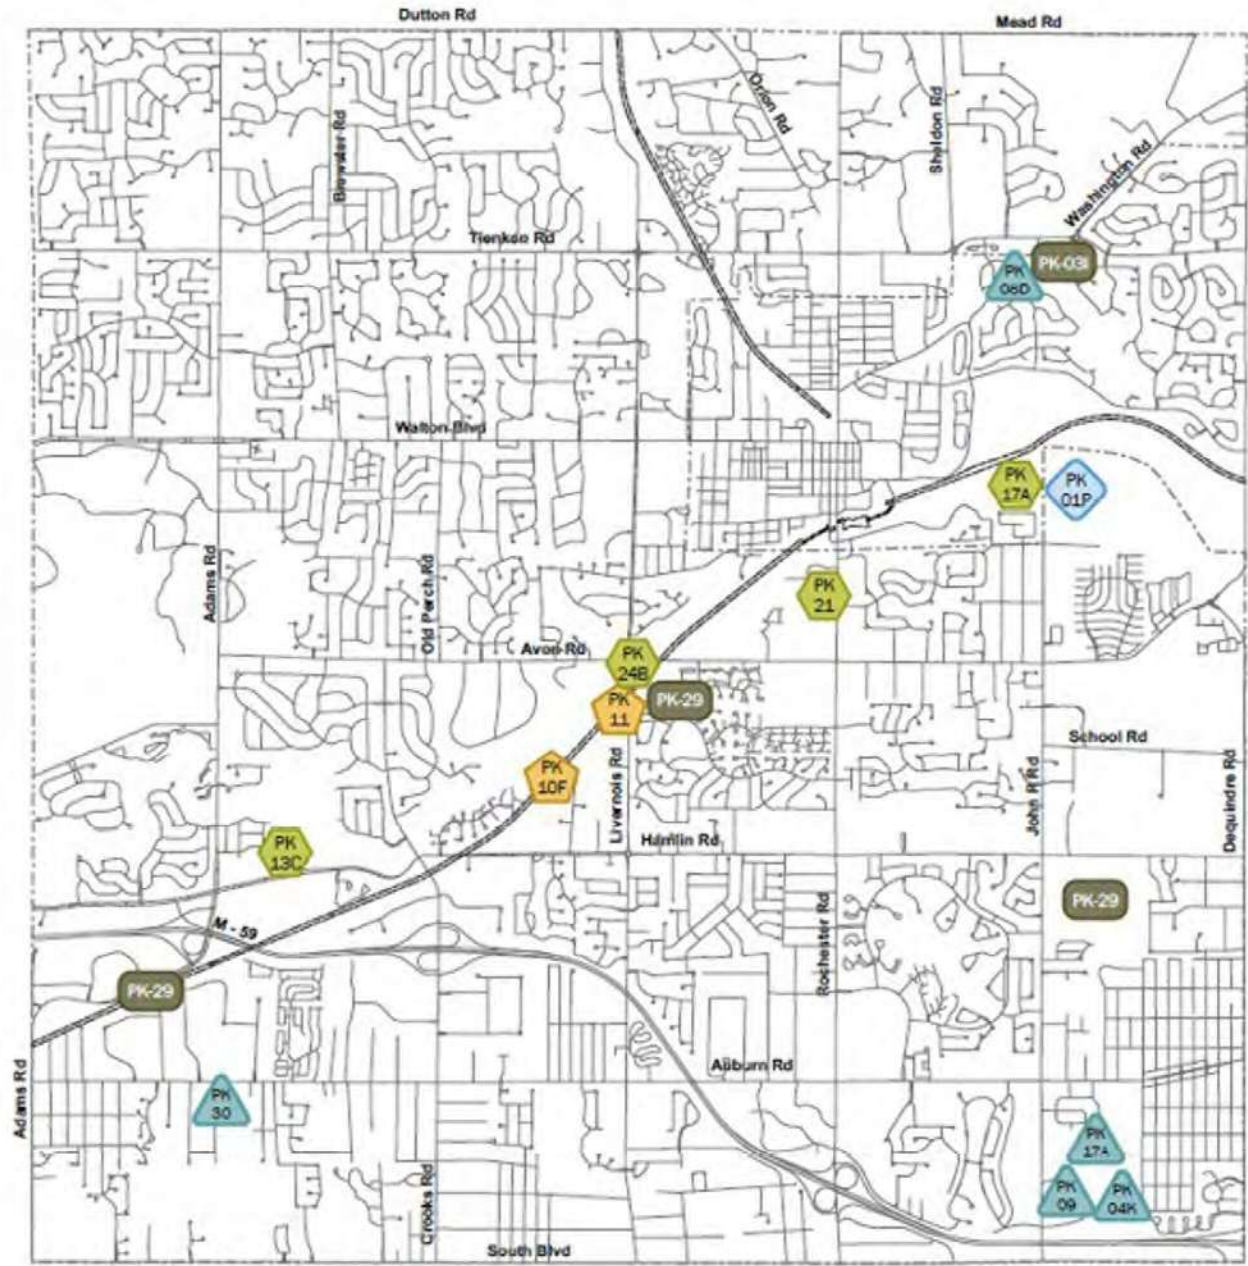 Dutton Rd
Mead Rd
Orion Rd
Sheldon Rd
Brewster Rd
Washington Rd
Tienken Rd
PK-03I
PK
08D
Walton Blvd
PK
17A
PK
01P
Adams Rd
Old Perch Rd
PK
21
Avon Rd
PK
24B
PK
11
PK-29
School Rd
PK
10F
Livernois Rd
John R Rd
Dequindre Rd
Hamlin Rd
PK
13C
PK-29
M - 59
Rochester Rd
PK-29
Auburn Rd
Adams Rd
PK
30
PK
17A
PK
09
PK
04K
Crooks Rd
South Blvd